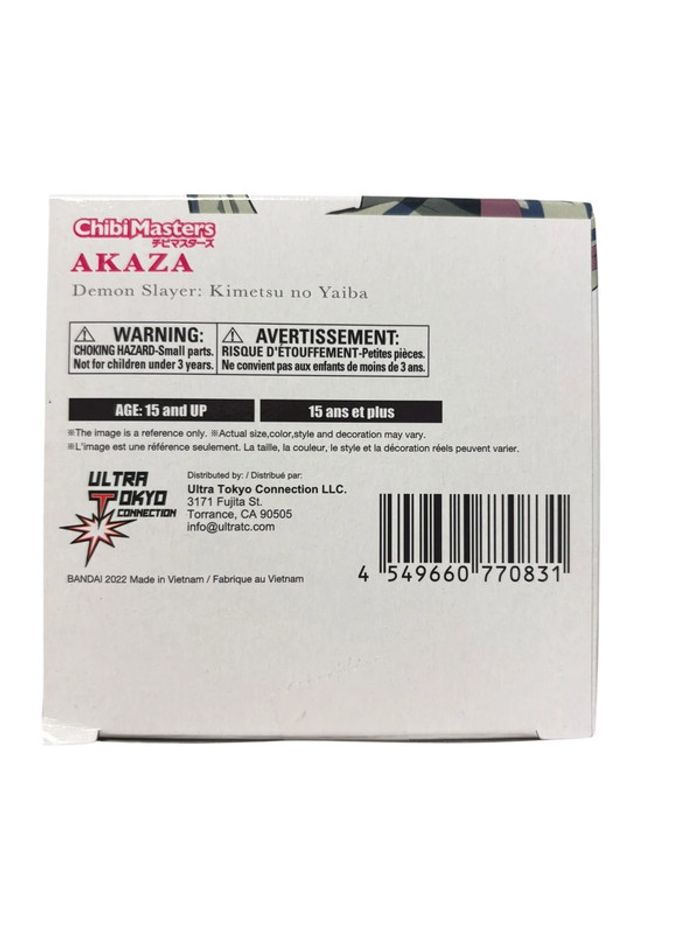 ChibiMasters
チビマスターズ
AKAZA
Demon Slayer: Kimetsu no Yaiba
WARNING:
CHOKING HAZARD-Small parts.
Not for children under 3 years.
AVERTISSEMENT:
RISQUE D'ÉTOUFFEMENT-Petites pièces.
Ne convient pas aux enfants de moins de 3 ans.
AGE: 15 and UP
15 ans et plus
※The image is a reference only. ※Actual size,color,style and decoration may vary.
※L'image est une référence seulement. La taille, la couleur, le style et la décoration réels peuvent varier.
ULTRA
TOKYO
CONNECTION
Distributed by: / Distribué par:
Ultra Tokyo Connection LLC.
3171 Fujita St.
Torrance, CA 90505
info@ultratc.com
BANDAI 2022 Made in Vietnam / Fabrique au Vietnam
4 549660 770831